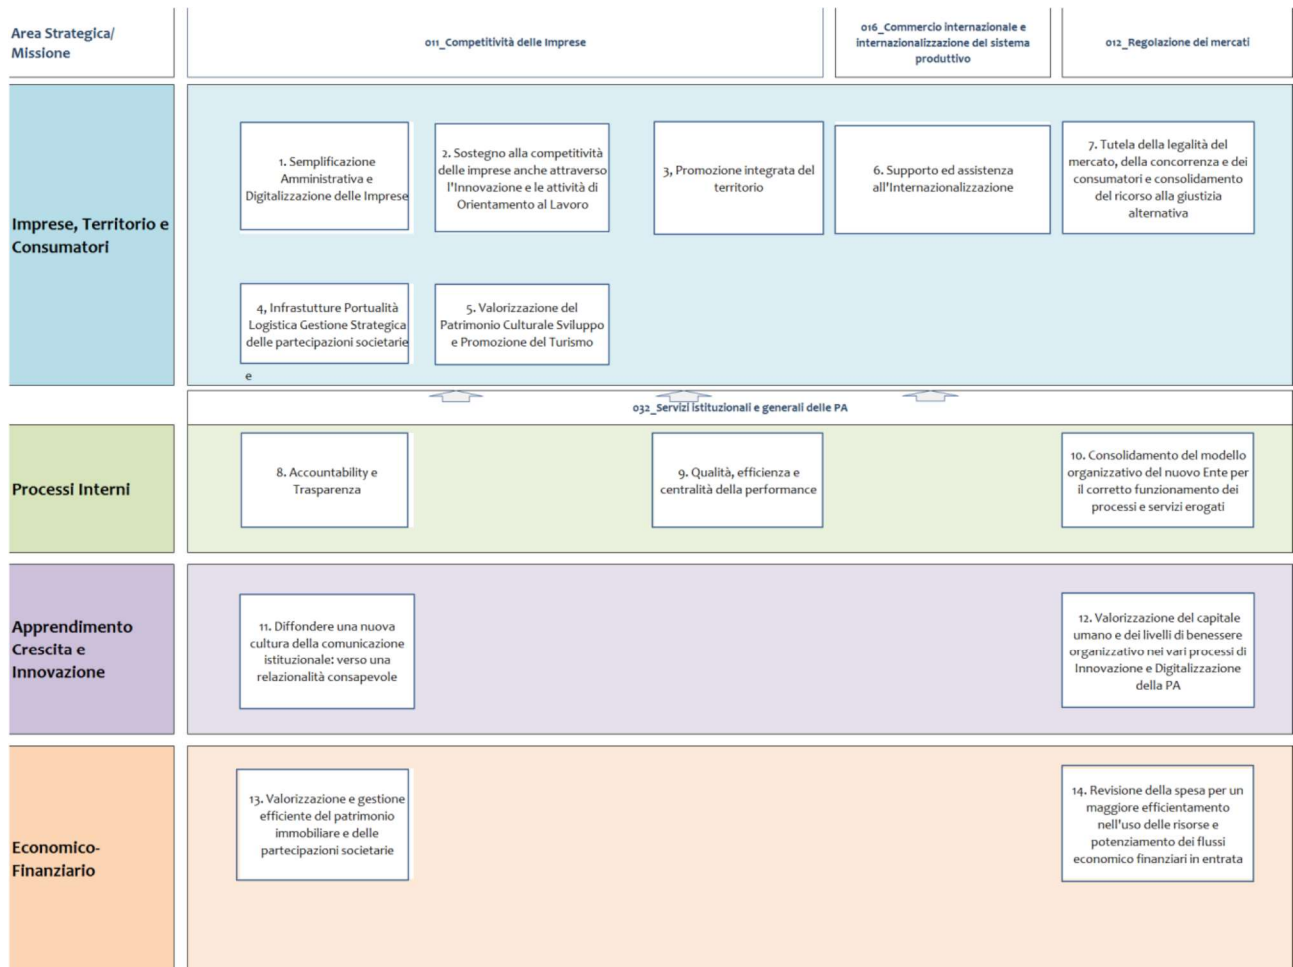 Area Strategica/
Missione
011_Competitività delle Imprese
016_Commercio internazionale e
internazionalizzazione del sistema
produttivo
012_Regolazione dei mercati
Imprese, Territorio e
Consumatori
1. Semplificazione
Amministrativa e
Digitalizzazione delle Imprese
2. Sostegno alla competitività
delle imprese anche attraverso
l'Innovazione e le attività di
Orientamento al Lavoro
3, Promozione integrata del
territorio
6. Supporto ed assistenza
all'Internazionalizzazione
7. Tutela della legalità del
mercato, della concorrenza e dei
consumatori e consolidamento
del ricorso alla giustizia
alternativa
4, Infrastutture Portualità
Logistica Gestione Strategica
delle partecipazioni societarie
e
5. Valorizzazione del
Patrimonio Culturale Sviluppo
e Promozione del Turismo
032_Servizi istituzionali e generali delle PA
Processi Interni
8. Accountability e
Trasparenza
9. Qualità, efficienza e
centralità della performance
10. Consolidamento del modello
organizzativo del nuovo Ente per
il corretto funzionamento dei
processi e servizi erogati
Apprendimento
Crescita e
Innovazione
11. Diffondere una nuova
cultura della comunicazione
istituzionale: verso una
relazionalità consapevole
12. Valorizzazione del capitale
umano e dei livelli di benessere
organizzativo nei vari processi di
Innovazione e Digitalizzazione
della PA
Economico-
Finanziario
13. Valorizzazione e gestione
efficiente del patrimonio
immobiliare e delle
partecipazioni societarie
14. Revisione della spesa per un
maggiore efficientamento
nell'uso delle risorse e
potenziamento dei flussi
economico finanziari in entrata